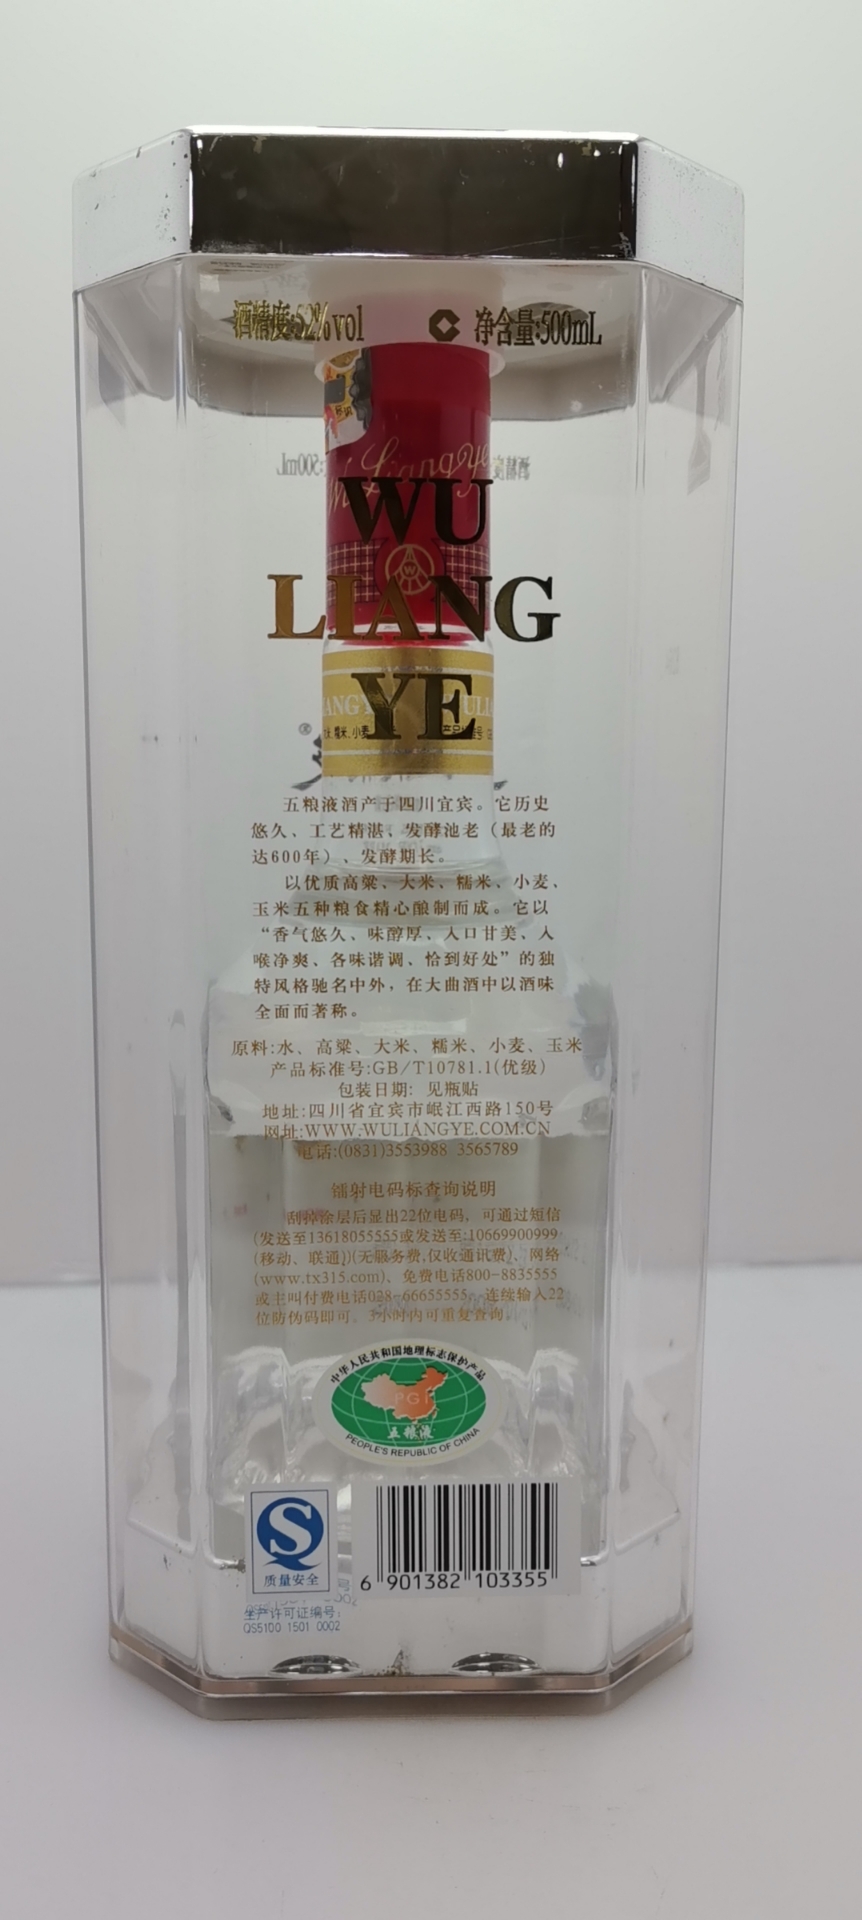 酒精度:52%vol 净含量:500mL
Wu Liang Ye
WU
LIANG
YE
五粮液酒产于四川宜宾。它历史
悠久、工艺精湛、发酵池老（最老的
达600年）、发酵期长。
以优质高粱、大米、糯米、小麦、
玉米五种粮食精心酿制而成。它以
“香气悠久、味醇厚、入口甘美、入
喉净爽、各味谐调、恰到好处”的独
特风格驰名中外，在大曲酒中以酒味
全面而著称。
原料:水、高粱、大米、糯米、小麦、玉米
产品标准号:GB/T10781.1(优级)
包装日期: 见瓶贴
地址:四川省宜宾市岷江西路150号
网址:WWW.WULIANGYE.COM.CN
电话:(0831)3553988 3565789
镭射电码标查询说明
刮掉涂层后显出22位电码，可通过短信
(发送至13618055555或发送至:10669900999
(移动、联通))(无服务费,仅收通讯费)、网络
(www.tx315.com)、免费电话800-8835555
或主叫付费电话028-66655555，连续输入22
位防伪码即可。3小时内可重复查询。
中华人民共和国地理标志保护产品
PGI
五粮液
PEOPLE'S REPUBLIC OF CHINA
质量安全
6 901382 103355
生产许可证编号:
QS5100 1501 0002